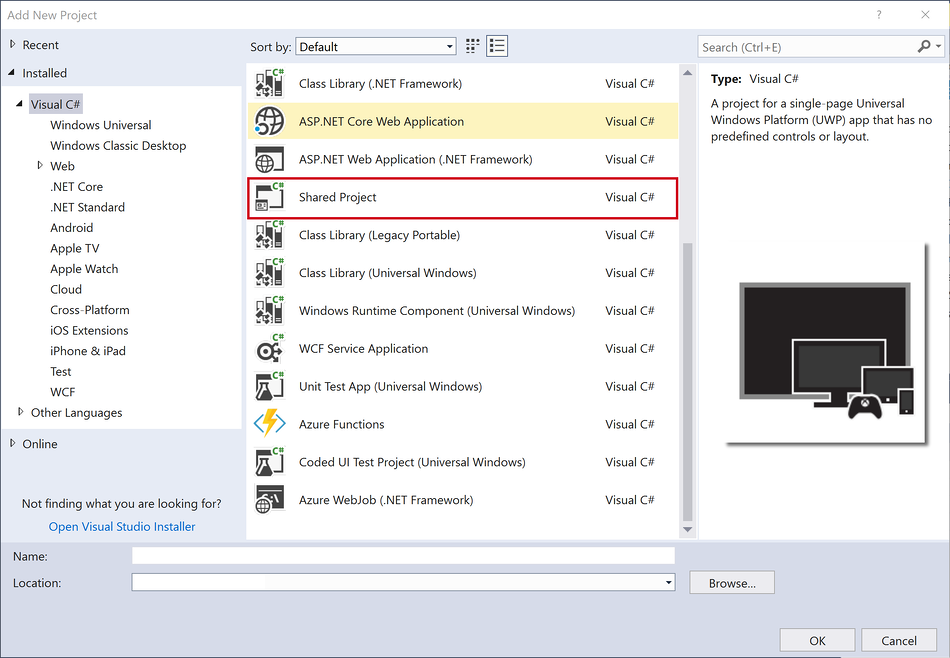 Add New Project
?
Recent
Installed
Visual C#
Windows Universal
Windows Classic Desktop
Web
.NET Core
.NET Standard
Android
Apple TV
Apple Watch
Cloud
Cross-Platform
iOS Extensions
iPhone & iPad
Test
WCF
Other Languages
Online
Not finding what you are looking for?
Open Visual Studio Installer
Sort by: Default
C# Class Library (.NET Framework) Visual C#
ASP.NET Core Web Application Visual C#
ASP.NET Web Application (.NET Framework) Visual C#
C# Shared Project Visual C#
C# Class Library (Legacy Portable) Visual C#
C# Class Library (Universal Windows) Visual C#
C# Windows Runtime Component (Universal Windows) Visual C#
C# WCF Service Application Visual C#
C# Unit Test App (Universal Windows) Visual C#
Azure Functions Visual C#
C# Coded UI Test Project (Universal Windows) Visual C#
Azure WebJob (.NET Framework) Visual C#
Search (Ctrl+E)
Type: Visual C#
A project for a single-page Universal
Windows Platform (UWP) app that has no
predefined controls or layout.
Name:
Location:
Browse...
OK
Cancel